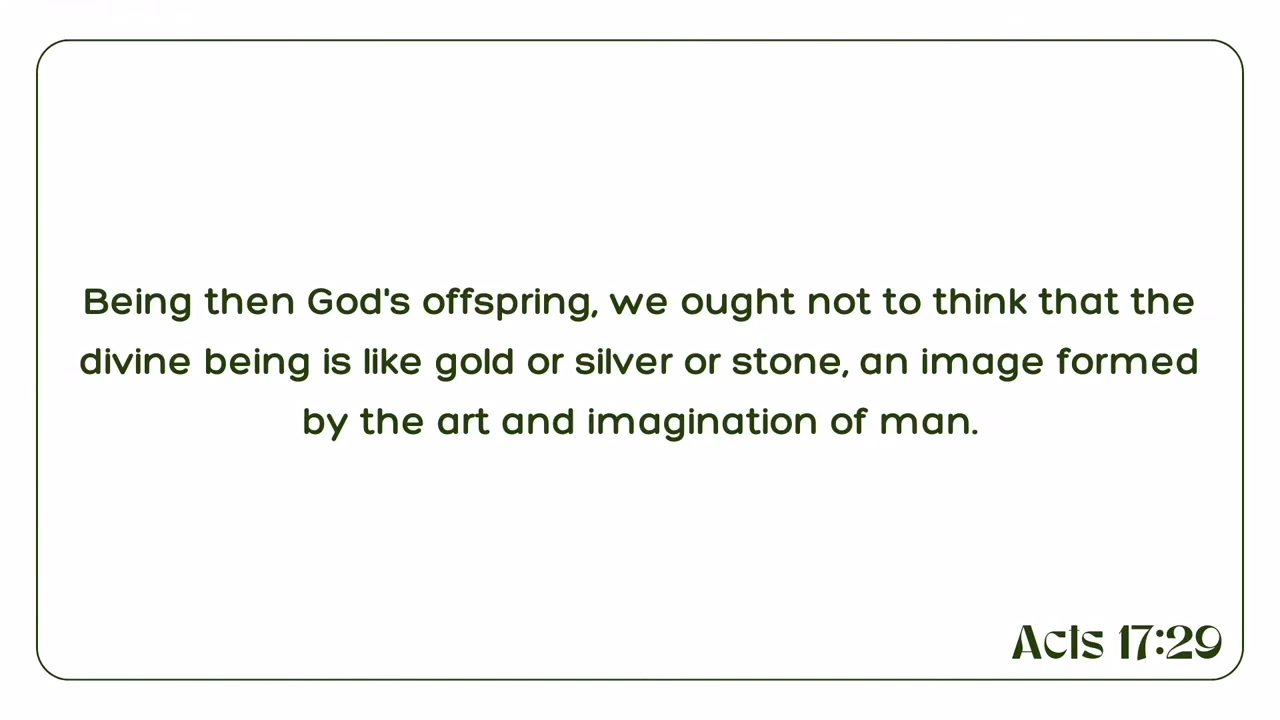 Being then God's offspring, we ought not to think that the
divine being is like gold or silver or stone, an image formed
by the art and imagination of man.
Acts 17:29